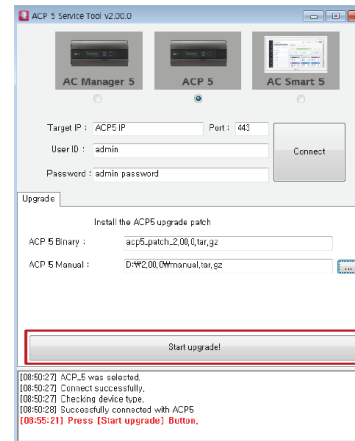 ACP 5 Service Tool v2.00.0
AC Manager 5
ACP 5
AC Smart 5
Target IP : ACP5 IP Port : 443
User ID : admin
Connect
Password : admin password
Upgrade
Install the ACP5 upgrade patch
ACP 5 Binary : acp5_patch_2,00,0,tar,gz
ACP 5 Manual : D:₩2,00,0₩manual,tar,gz ...
Start upgrade!
[08:50:27] ACP_5 was selected,
[08:50:27] Connect successfully,
[08:50:27] Checking device type,
[08:50:28] Successfully connected with ACP5
[08:55:21] Press [Start upgrade] Button,